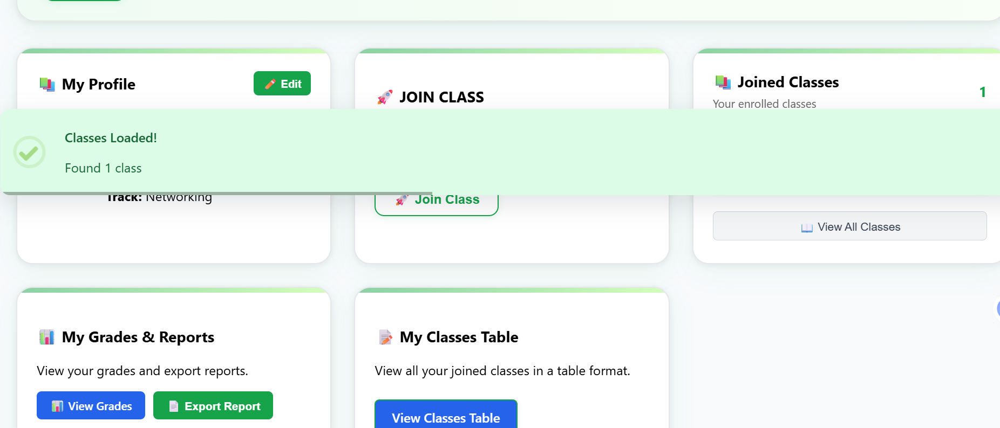 My Profile
Edit
JOIN CLASS
Joined Classes
Your enrolled classes
1
Classes Loaded!
Found 1 class
Track: Networking
Join Class
View All Classes
My Grades & Reports
View your grades and export reports.
View Grades
Export Report
My Classes Table
View all your joined classes in a table format.
View Classes Table